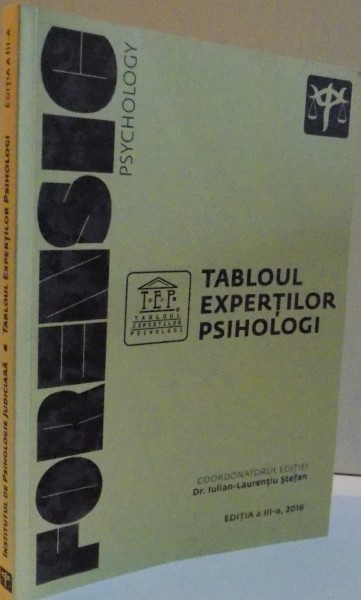 INSTITUTUL DE PSIHOLOGIE JUDICIARĂ • TABLOUL EXPERȚILOR PSIHOLOGI EDIȚIA A III-A
FORENSIC
PSYCHOLOGY
T.E.P.
TABLOUL
EXPERȚILOR
PSIHOLOGI
TABLOUL
EXPERȚILOR
PSIHOLOGI
COORDONATORUL EDIȚIEI
Dr. Iulian-Laurențiu Ștefan
EDIȚIA a III-a, 2016